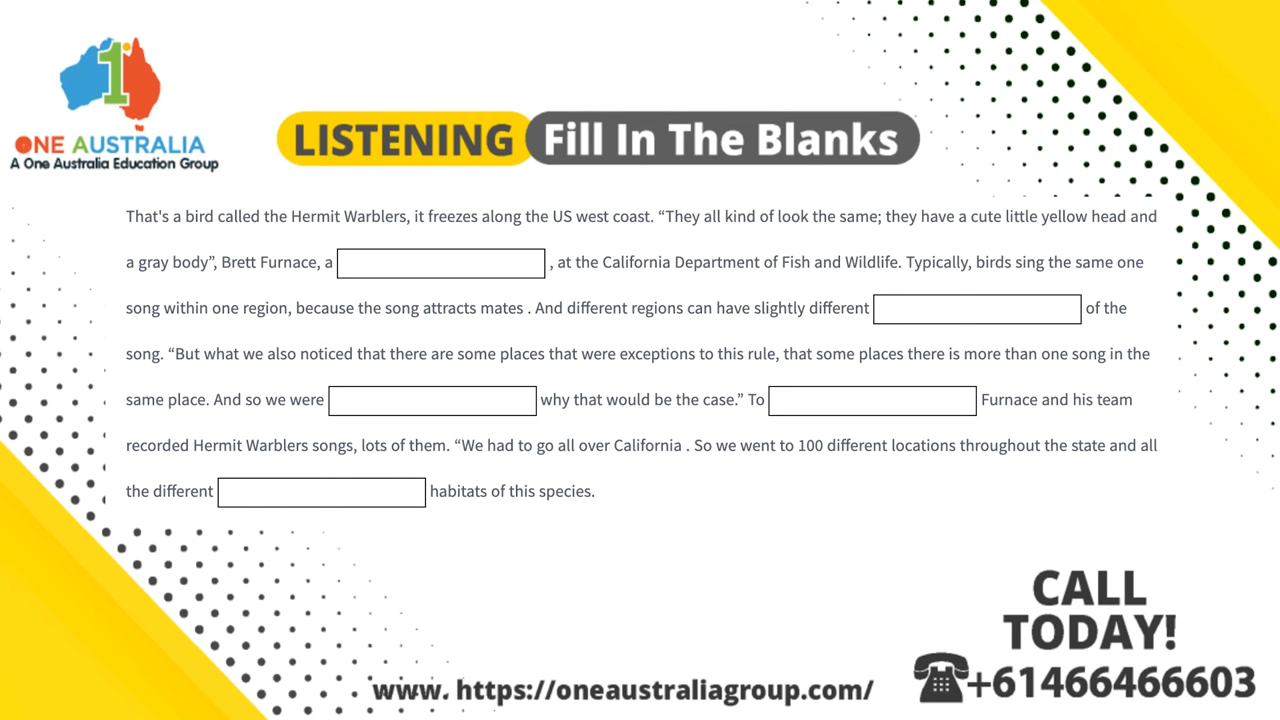 1
ONE AUSTRALIA
A One Australia Education Group
LISTENING Fill In The Blanks
That's a bird called the Hermit Warblers, it freezes along the US west coast. “They all kind of look the same; they have a cute little yellow head and
a gray body”, Brett Furnace, a , at the California Department of Fish and Wildlife. Typically, birds sing the same one
song within one region, because the song attracts mates . And different regions can have slightly different of the
song. “But what we also noticed that there are some places that were exceptions to this rule, that some places there is more than one song in the
same place. And so we were why that would be the case.” To Furnace and his team
recorded Hermit Warblers songs, lots of them. “We had to go all over California . So we went to 100 different locations throughout the state and all
the different habitats of this species.
CALL
TODAY!
+61466466603
www. https://oneaustraliagroup.com/